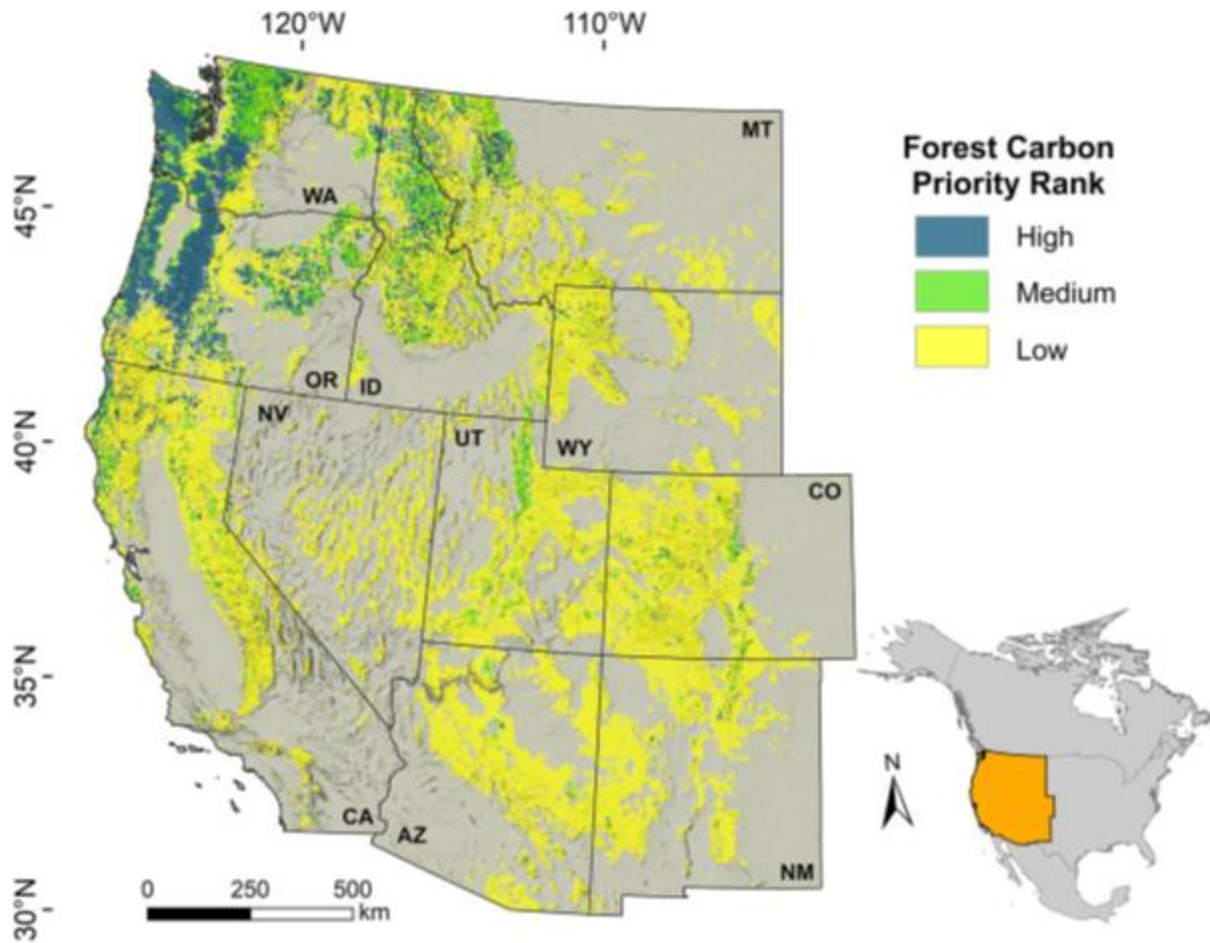 120°W
110°W
MT
Forest Carbon
Priority Rank
High
Medium
Low
45°N
WA
OR
ID
NV
UT
WY
40°N
CO
35°N
N
CA
AZ
NM
0
250
500
km
30°N